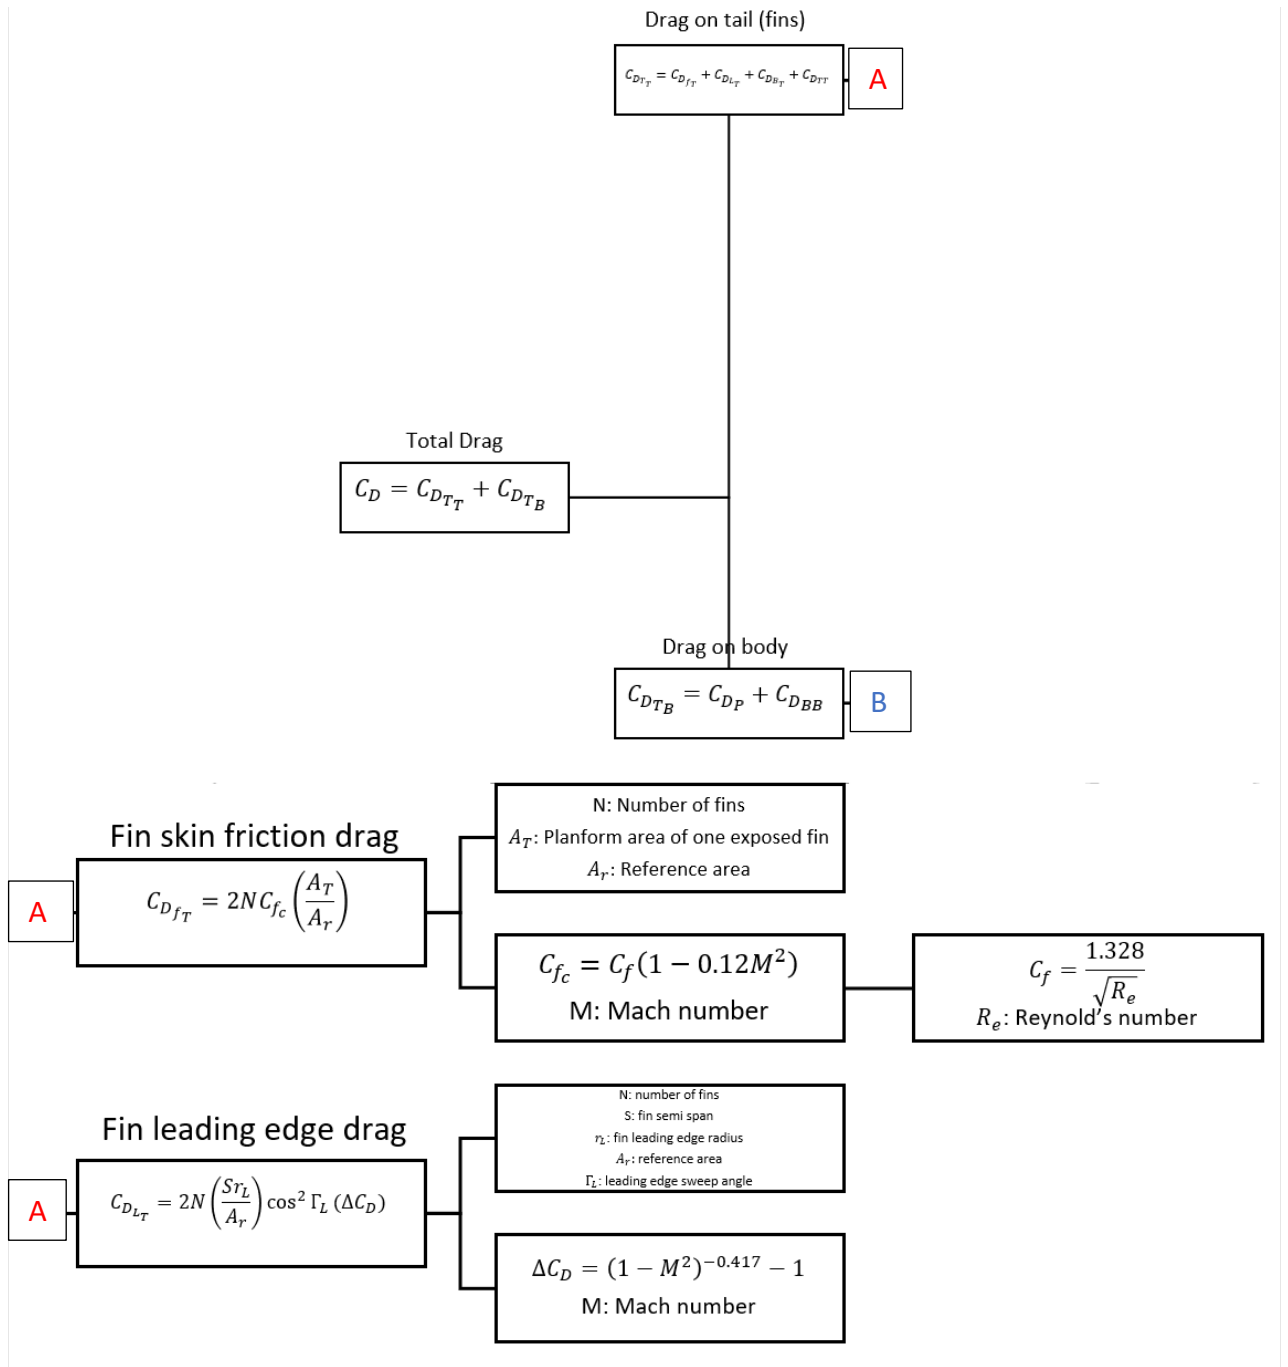 Drag on tail (fins)
C_{D_{T_T}} = C_{D_{f_T}} + C_{D_{L_T}} + C_{D_{B_T}} + C_{D_{TT}}
A
Total Drag
C_D = C_{D_{T_T}} + C_{D_{T_B}}
Drag on body
C_{D_{T_B}} = C_{D_P} + C_{D_{BB}}
B
N: Number of fins
A_T: Planform area of one exposed fin
A_r: Reference area
Fin skin friction drag
A
C_{D_{f_T}} = 2NC_{f_c} (A_T / A_r)
C_{f_c} = C_f(1 − 0.12M²)
M: Mach number
C_f = 1.328 / √R_e
R_e: Reynold's number
N: number of fins
S: fin semi span
r_L: fin leading edge radius
A_r: reference area
Γ_L: leading edge sweep angle
Fin leading edge drag
A
C_{D_{L_T}} = 2N (Sr_L / A_r) cos² Γ_L (ΔC_D)
ΔC_D = (1 − M²)^{−0.417} − 1
M: Mach number